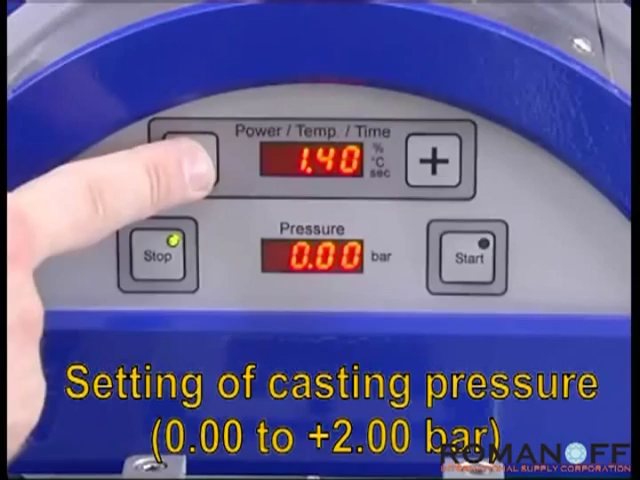 Power / Temp. / Time
1.40
%
°C
sec
+
Pressure
Stop
0.00 bar
Start
Setting of casting pressure
(0.00 to +2.00 bar)
ROMANOFF
INTERNATIONAL SUPPLY CORPORATION